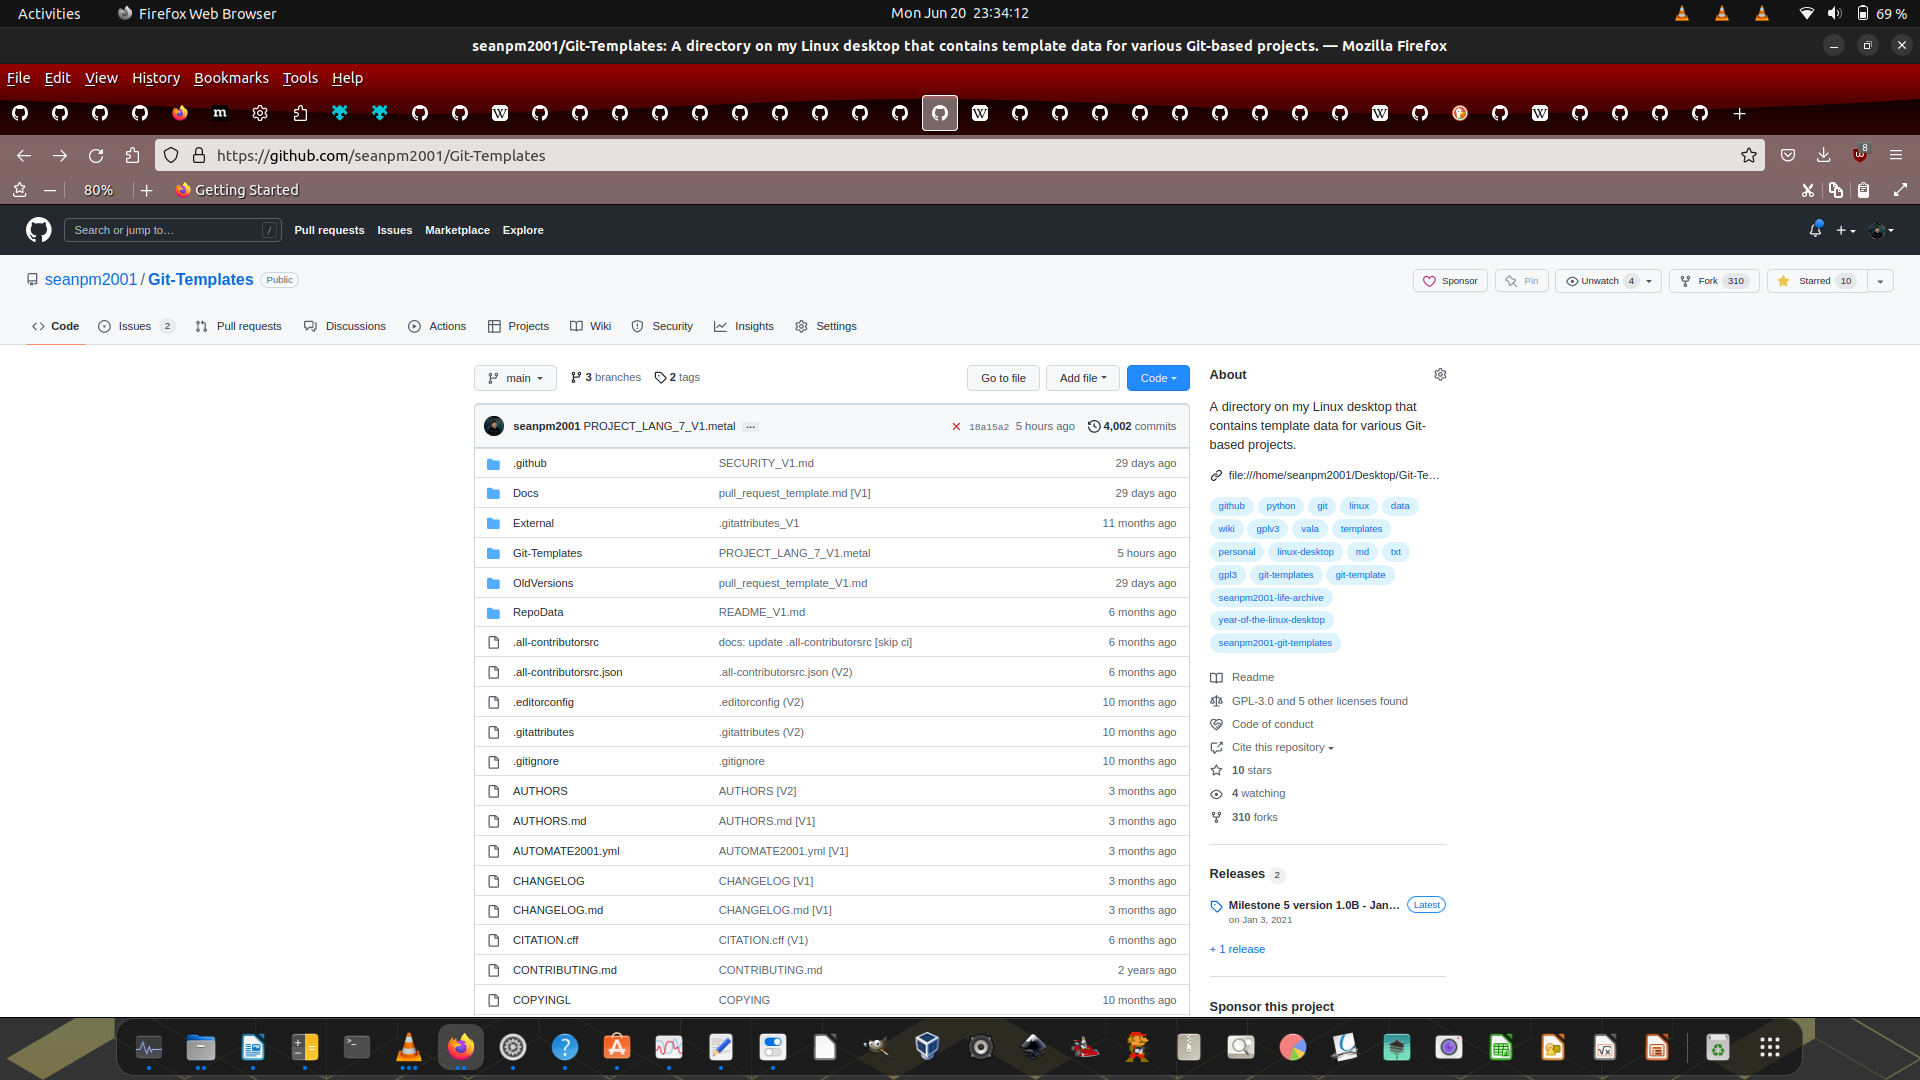 Activities Firefox Web Browser Mon Jun 20 23:34:12 69 %
seanpm2001/Git-Templates: A directory on my Linux desktop that contains template data for various Git-based projects. — Mozilla Firefox
File Edit View History Bookmarks Tools Help
https://github.com/seanpm2001/Git-Templates 8
80% Getting Started
Search or jump to… / Pull requests Issues Marketplace Explore
seanpm2001 / Git-Templates Public Sponsor Pin Unwatch 4 Fork 310 Starred 10
Code Issues 2 Pull requests Discussions Actions Projects Wiki Security Insights Settings
main 3 branches 2 tags Go to file Add file Code
seanpm2001 PROJECT_LANG_7_V1.metal ... 18a15a2 5 hours ago 4,002 commits
.github SECURITY_V1.md 29 days ago
Docs pull_request_template.md [V1] 29 days ago
External .gitattributes_V1 11 months ago
Git-Templates PROJECT_LANG_7_V1.metal 5 hours ago
OldVersions pull_request_template_V1.md 29 days ago
RepoData README_V1.md 6 months ago
.all-contributorsrc docs: update .all-contributorsrc [skip ci] 6 months ago
.all-contributorsrc.json .all-contributorsrc.json (V2) 6 months ago
.editorconfig .editorconfig (V2) 10 months ago
.gitattributes .gitattributes (V2) 10 months ago
.gitignore .gitignore 10 months ago
AUTHORS AUTHORS [V2] 3 months ago
AUTHORS.md AUTHORS.md [V1] 3 months ago
AUTOMATE2001.yml AUTOMATE2001.yml [V1] 3 months ago
CHANGELOG CHANGELOG [V1] 3 months ago
CHANGELOG.md CHANGELOG.md [V1] 3 months ago
CITATION.cff CITATION.cff (V1) 6 months ago
CONTRIBUTING.md CONTRIBUTING.md 2 years ago
COPYINGL COPYING 10 months ago
About
A directory on my Linux desktop that
contains template data for various Git-
based projects.
file:///home/seanpm2001/Desktop/Git-Te…
github python git linux data
wiki gplv3 vala templates
personal linux-desktop md txt
gpl3 git-templates git-template
seanpm2001-life-archive
year-of-the-linux-desktop
seanpm2001-git-templates
Readme
GPL-3.0 and 5 other licenses found
Code of conduct
Cite this repository
10 stars
4 watching
310 forks
Releases 2
Milestone 5 version 1.0B - Jan… Latest
on Jan 3, 2021
+ 1 release
Sponsor this project